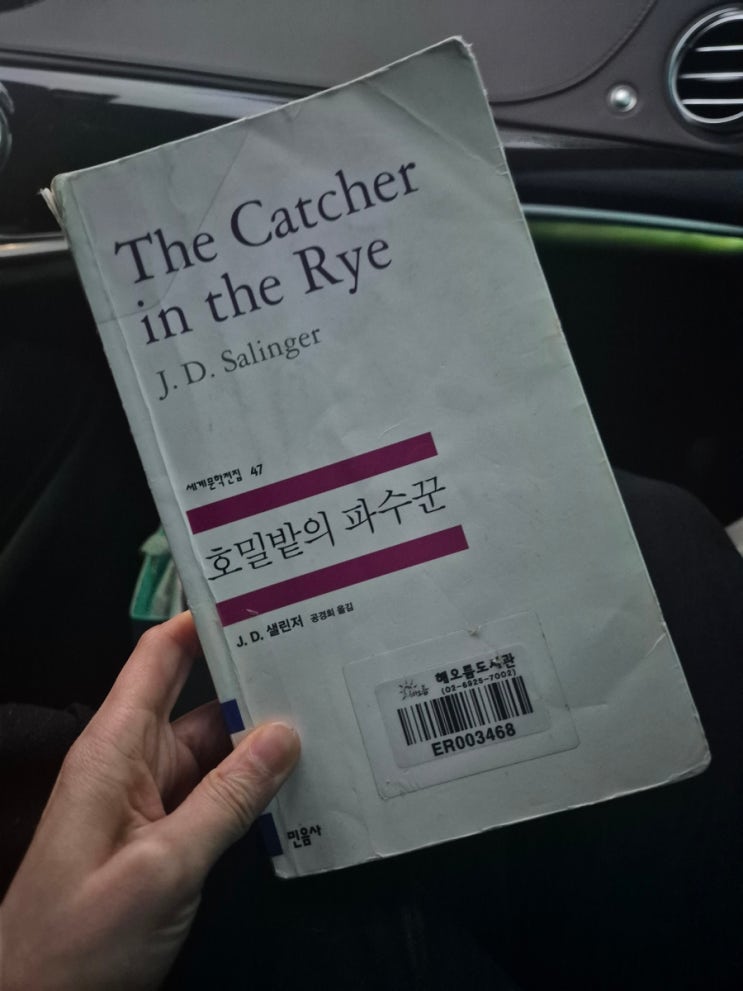 The Catcher
in the Rye
J. D. Salinger
세계문학전집 47
호밀밭의 파수꾼
J. D. 샐린저 공경희 옮김
해오름도서관
(02-6925-7002)
ER003468
민음사